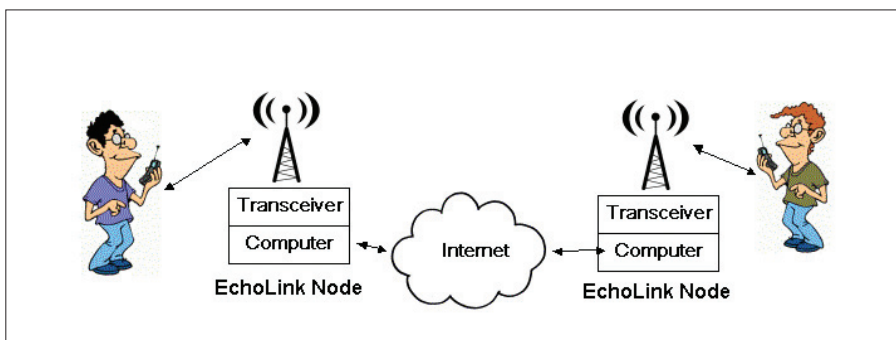 Transceiver
Computer
EchoLink Node
Internet
Transceiver
Computer
EchoLink Node